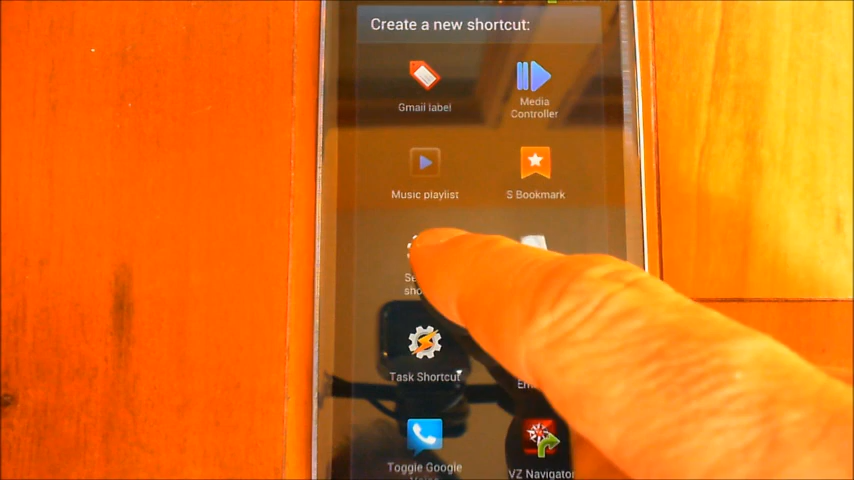 Create a new shortcut:
Gmail label
Media
Controller
Music playlist
S Bookmark
Task Shortcut
Toggle Google
VZ Navigator